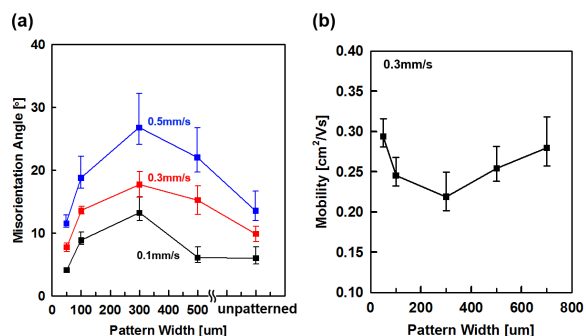 (a)
Misorientation Angle [°]
40
30
20
10
0
0.5mm/s
0.3mm/s
0.1mm/s
0 100 300 500 unpatterned
Pattern Width [um]
(b)
Mobility [cm²/Vs]
0.40
0.35
0.30
0.25
0.20
0.15
0.10
0.3mm/s
0 200 400 600 800
Pattern Width [um]